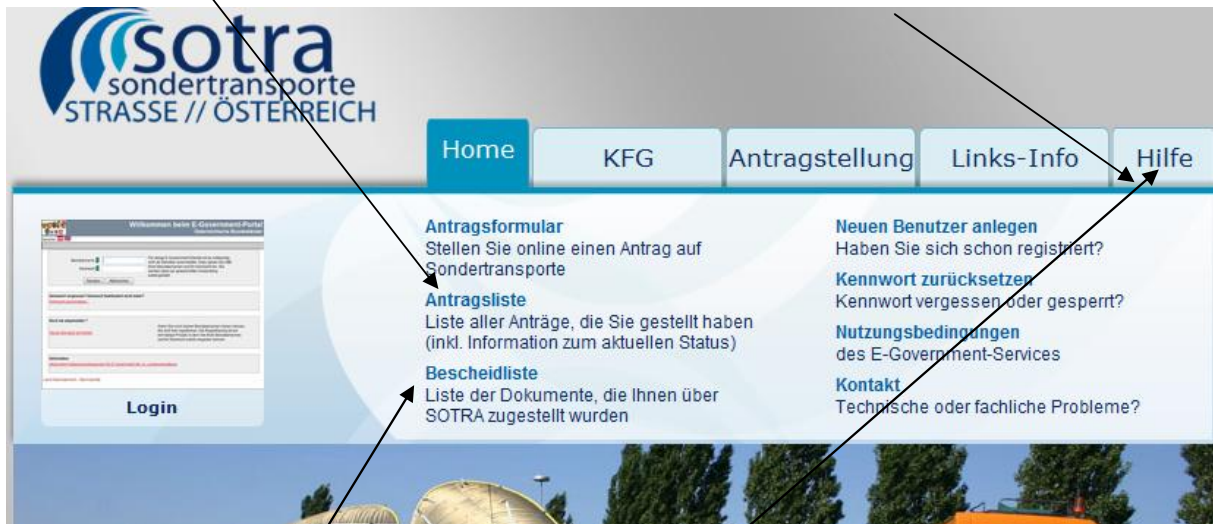 sotra
sondertransporte
STRASSE // ÖSTERREICH
Home
KFG
Antragstellung
Links-Info
Hilfe
Willkommen beim E-Government-Portal
Login
Antragsformular
Stellen Sie online einen Antrag auf
Sondertransporte
Antragsliste
Liste aller Anträge, die Sie gestellt haben
(inkl. Information zum aktuellen Status)
Bescheidliste
Liste der Dokumente, die Ihnen über
SOTRA zugestellt wurden
Neuen Benutzer anlegen
Haben Sie sich schon registriert?
Kennwort zurücksetzen
Kennwort vergessen oder gesperrt?
Nutzungsbedingungen
des E-Government-Services
Kontakt
Technische oder fachliche Probleme?